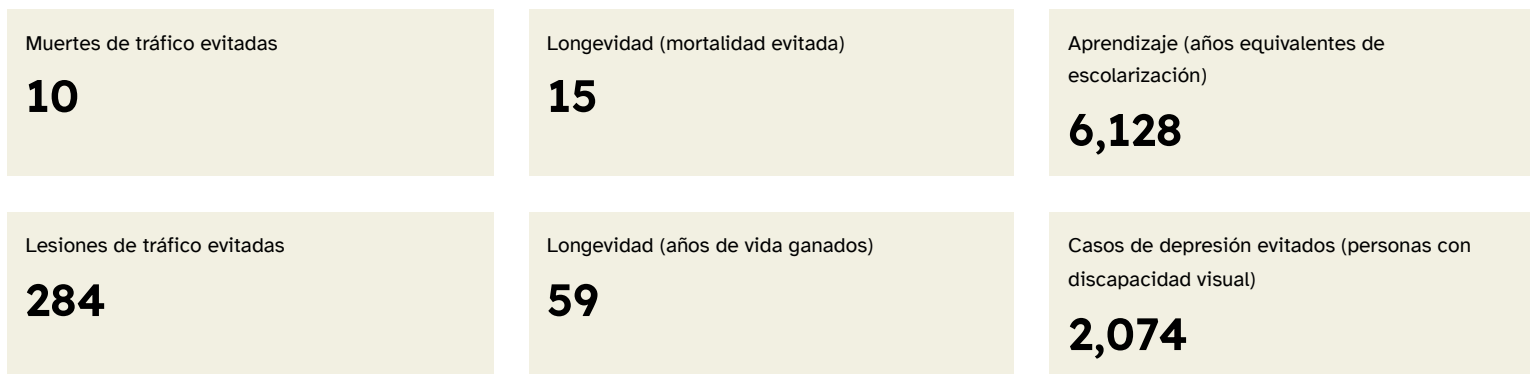 Muertes de tráfico evitadas
10
Longevidad (mortalidad evitada)
15
Aprendizaje (años equivalentes de
escolarización)
6,128
Lesiones de tráfico evitadas
284
Longevidad (años de vida ganados)
59
Casos de depresión evitados (personas con
discapacidad visual)
2,074